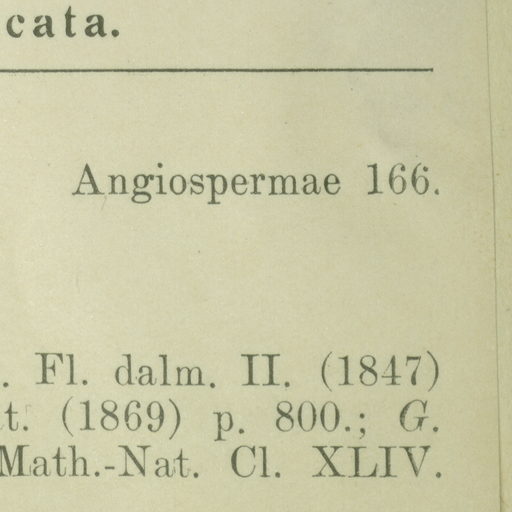 cata.
Angiospermae 166.
. Fl. dalm. II. (1847)
t. (1869) p. 800.; G.
Math.-Nat. Cl. XLIV.